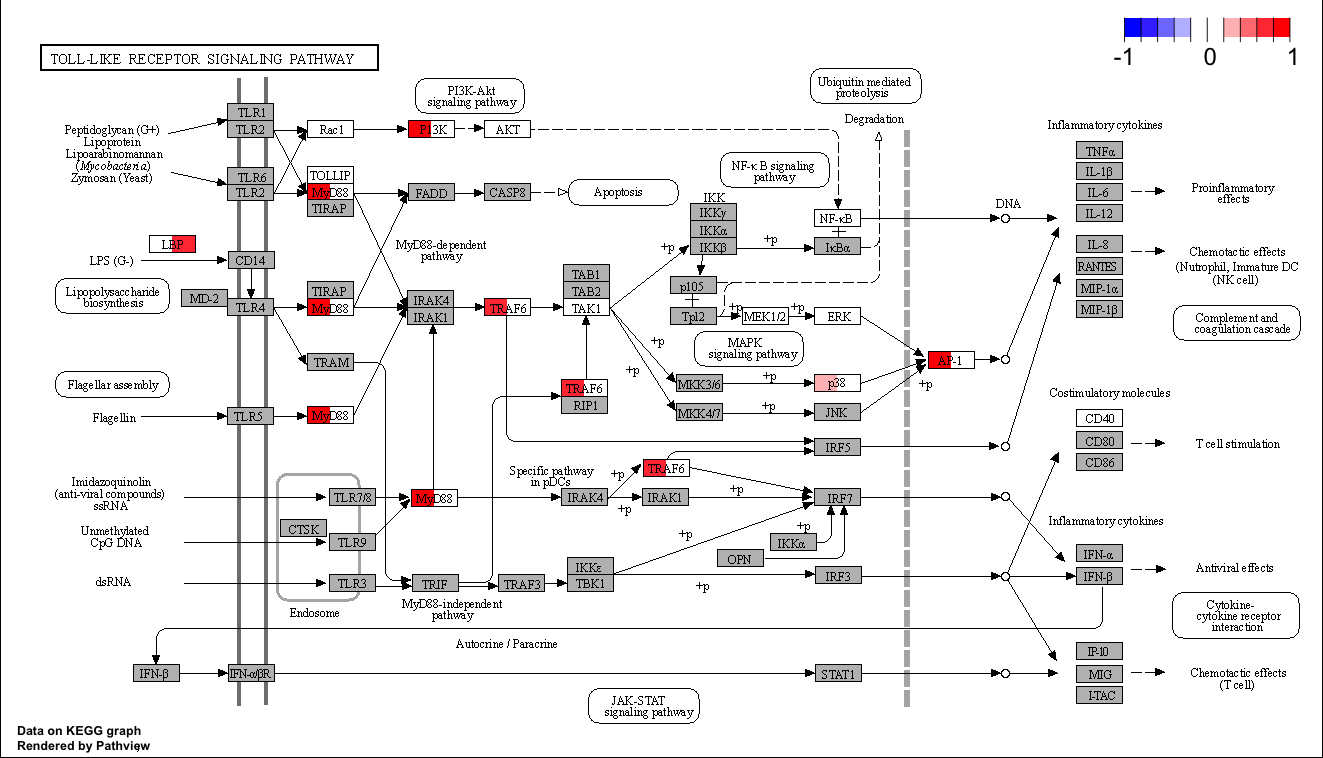 -1 0 1
TOLL-LIKE RECEPTOR SIGNALING PATHWAY
PI3K-Akt
signaling pathway
Ubiquitin mediated
proteolysis
Degradation
Inflammatory cytokines
TLR1
TLR2
Rac1
PI3K
AKT
Peptidoglycan (G+)
Lipoprotein
Lipoarabinomannan
(Mycobacteria)
Zymosan (Yeast)
TLR6
TLR2
TOLLIP
MyD88
TIRAP
FADD
CASP8
Apoptosis
NF-κB signaling
pathway
IKK
IKKγ
IKKα
IKKβ
+p
+p
NF-κB
IκBα
DNA
TNFα
IL-1β
IL-6
IL-12
Proinflammatory
effects
LBP
LPS (G-)
CD14
MyD88-dependent
pathway
IL-8
RANTES
MIP-1α
MIP-1β
Chemotactic effects
(Nutrophil, Immature DC
(NK cell)
Lipopolysaccharide
biosynthesis
MD-2
TLR4
TIRAP
MyD88
IRAK4
IRAK1
TRAF6
TAB1
TAB2
TAK1
p105
Tpl2
+p
MEK1/2
+p
ERK
Complement and
coagulation cascade
MAPK
signaling pathway
+p
+p
TRAM
AP-1
+p
Flagellar assembly
TRAF6
RIP1
MKK3/6
+p
p38
MKK4/7
+p
JNK
Flagellin
TLR5
MyD88
Costimulatory molecules
CD40
CD80
CD86
T cell stimulation
IRF5
Specific pathway
in pDCs
TRAF6
+p
Imidazoquinolin
(anti-viral compounds)
ssRNA
TLR7/8
MyD88
IRAK4
+p
IRAK1
+p
IRF7
Unmethylated
CpG DNA
CTSK
TLR9
+p
IKKα
+p
OPN
Inflammatory cytokines
IFN-α
IFN-β
Antiviral effects
dsRNA
TLR3
TRIF
TRAF3
IKKε
TBK1
+p
IRF3
Endosome
MyD88-independent
pathway
Cytokine-
cytokine receptor
interaction
Autocrine / Paracrine
IFN-β
IFN-α/βR
STAT1
IP-10
MIG
I-TAC
Chemotactic effects
(T cell)
JAK-STAT
signaling pathway
Data on KEGG graph
Rendered by Pathview